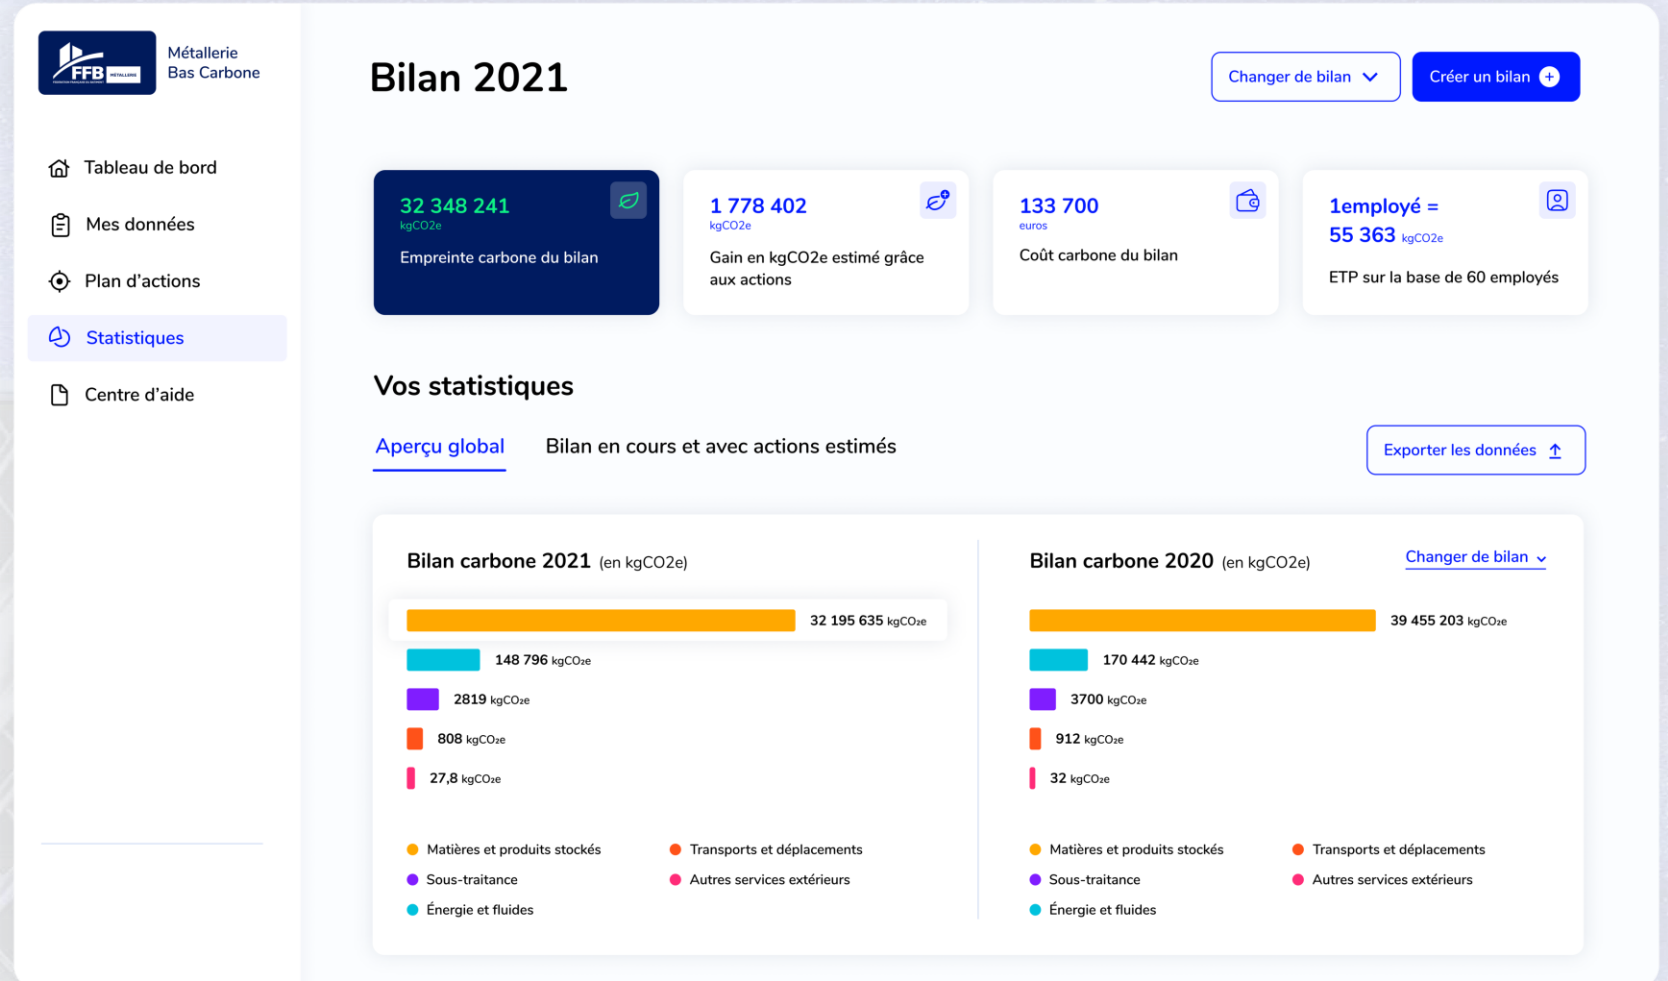 FFB MÉTALLERIE
Métallerie
Bas Carbone
Tableau de bord
Mes données
Plan d'actions
Statistiques
Centre d'aide
Bilan 2021
Changer de bilan
Créer un bilan
32 348 241
kgCO2e
Empreinte carbone du bilan
1 778 402
kgCO2e
Gain en kgCO2e estimé grâce
aux actions
133 700
euros
Coût carbone du bilan
1employé =
55 363 kgCO2e
ETP sur la base de 60 employés
Vos statistiques
Aperçu global
Bilan en cours et avec actions estimés
Exporter les données
Bilan carbone 2021 (en kgCO2e)
32 195 635 kgCO₂e
148 796 kgCO₂e
2819 kgCO₂e
808 kgCO₂e
27,8 kgCO₂e
Matières et produits stockés
Sous-traitance
Énergie et fluides
Transports et déplacements
Autres services extérieurs
Bilan carbone 2020 (en kgCO2e)
Changer de bilan
39 455 203 kgCO₂e
170 442 kgCO₂e
3700 kgCO₂e
912 kgCO₂e
32 kgCO₂e
Matières et produits stockés
Sous-traitance
Énergie et fluides
Transports et déplacements
Autres services extérieurs